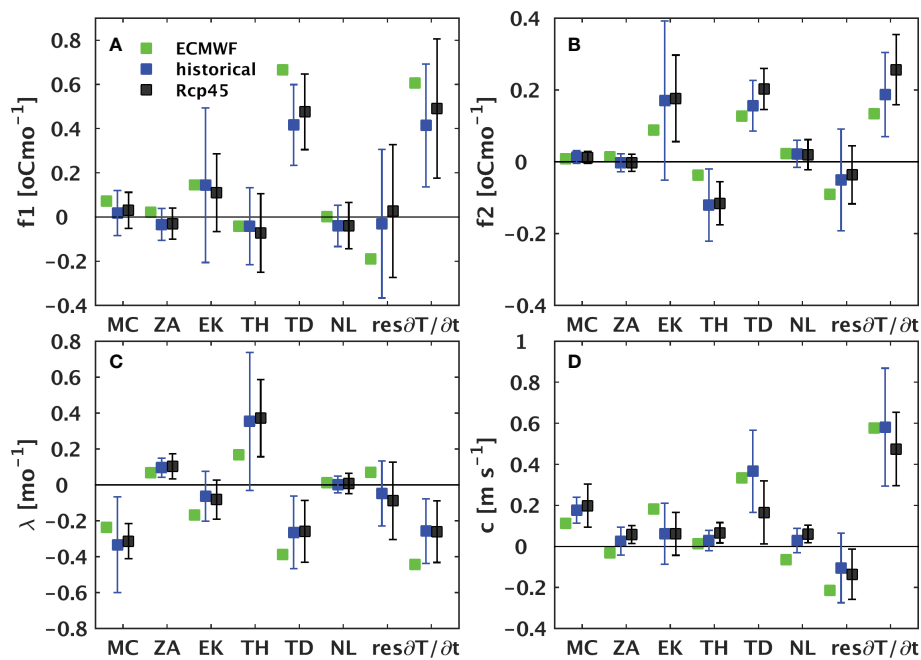 A
ECMWF
historical
Rcp45
f1 [oCmo⁻¹]
0.8
0.6
0.4
0.2
0
-0.2
-0.4
MC ZA EK TH TD NL res∂T/∂t
B
f2 [oCmo⁻¹]
0.4
0.2
0
-0.2
-0.4
MC ZA EK TH TD NL res∂T/∂t
C
λ [mo⁻¹]
0.8
0.6
0.4
0.2
0
-0.2
-0.4
-0.6
-0.8
MC ZA EK TH TD NL res∂T/∂t
D
c [m s⁻¹]
1
0.8
0.6
0.4
0.2
0
-0.2
-0.4
MC ZA EK TH TD NL res∂T/∂t